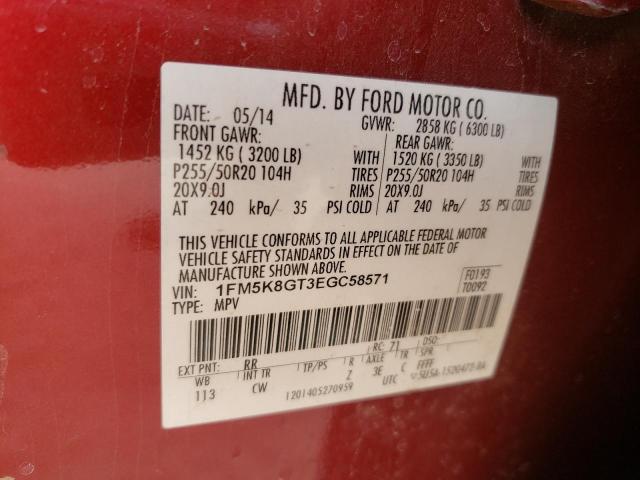 MFD. BY FORD MOTOR CO.
DATE: 05/14 GVWR: 2858 KG ( 6300 LB)
FRONT GAWR: REAR GAWR:
1452 KG ( 3200 LB) WITH 1520 KG ( 3350 LB) WITH
P255/50R20 104H TIRES P255/50R20 104H TIRES
20X9.0J RIMS 20X9.0J RIMS
AT 240 kPa/ 35 PSI COLD AT 240 kPa/ 35 PSI COLD
THIS VEHICLE CONFORMS TO ALL APPLICABLE FEDERAL MOTOR
VEHICLE SAFETY STANDARDS IN EFFECT ON THE DATE OF
MANUFACTURE SHOWN ABOVE.
VIN: 1FM5K8GT3EGC58571 F0193
TYPE: MPV T0092
EXT PNT: RR RC: 71 DSO:
WB INT TR TP/PS R AXLE TR SPR
113 CW Z 3E C FFFF
1201405270959 UTC